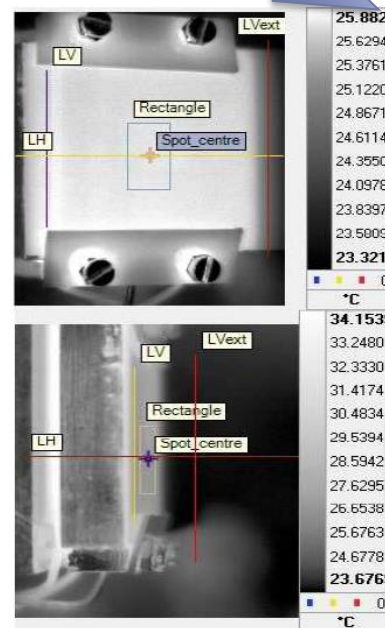 LVext
LV
Rectangle
LH
Spot_centre
25.882
25.6294
25.3761
25.1220
24.8671
24.6114
24.3550
24.0978
23.8397
23.5809
23.321
°C
LVext
LV
Rectangle
LH
Spot_centre
34.153
33.2480
32.3330
31.4174
30.4834
29.5394
28.5942
27.6295
26.6538
25.6763
24.6778
23.676
°C